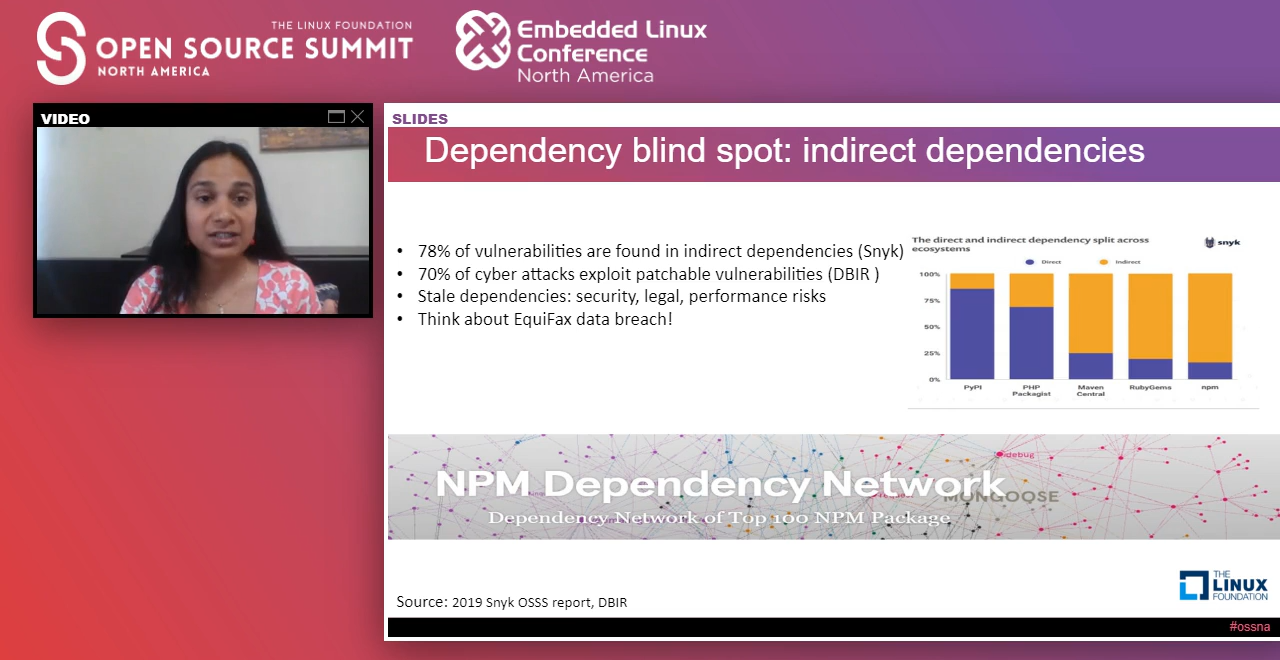 THE LINUX FOUNDATION
OPEN SOURCE SUMMIT
NORTH AMERICA
Embedded Linux
Conference
North America
VIDEO
SLIDES
Dependency blind spot: indirect dependencies
• 78% of vulnerabilities are found in indirect dependencies (Snyk)
• 70% of cyber attacks exploit patchable vulnerabilities (DBIR )
• Stale dependencies: security, legal, performance risks
• Think about EquiFax data breach!
The direct and indirect dependency split across
ecosystems
snyk
Direct Indirect
100%
75%
50%
25%
0%
PyPI PHP Packagist Maven Central RubyGems npm
debug
NPM Dependency Network
MONGOOSE
Dependency Network of Top 100 NPM Package
THE
LINUX
FOUNDATION
Source: 2019 Snyk OSSS report, DBIR
#ossna